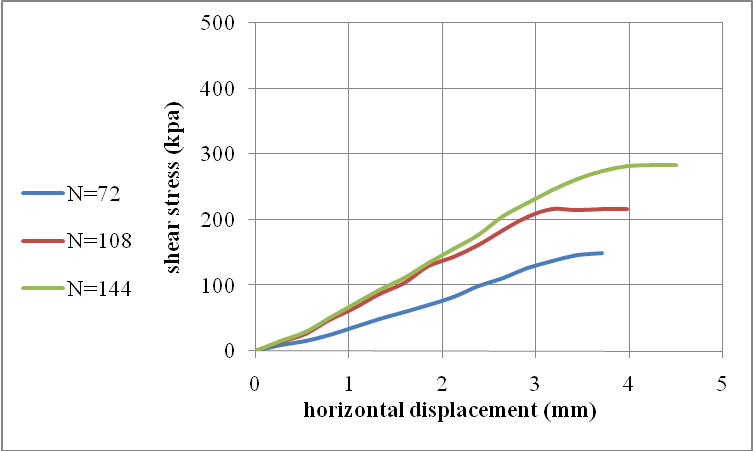 500
400
300
200
100
0
shear stress (kpa)
N=72
N=108
N=144
0 1 2 3 4 5
horizontal displacement (mm)